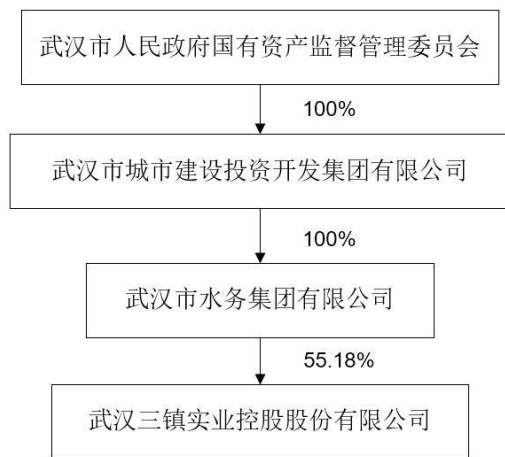 武汉市人民政府国有资产监督管理委员会
100%
武汉市城市建设投资开发集团有限公司
100%
武汉市水务集团有限公司
55.18%
武汉三镇实业控股股份有限公司